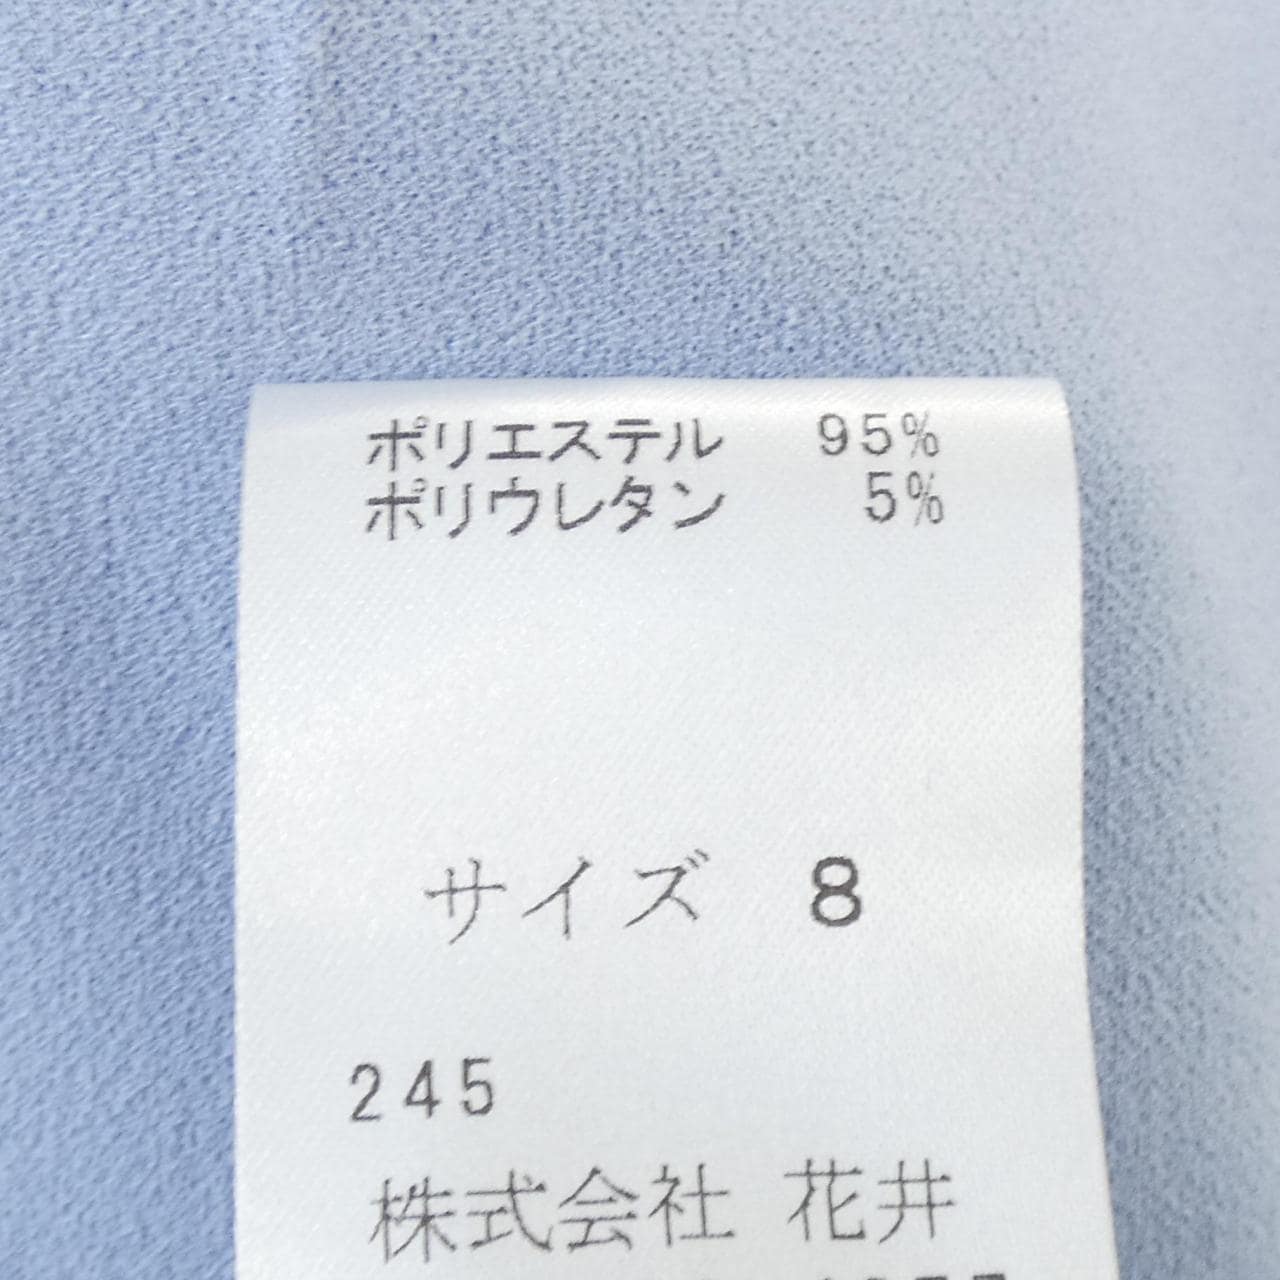 ポリエステル 95%
ポリウレタン 5%
サイズ 8
245
株式会社 花井